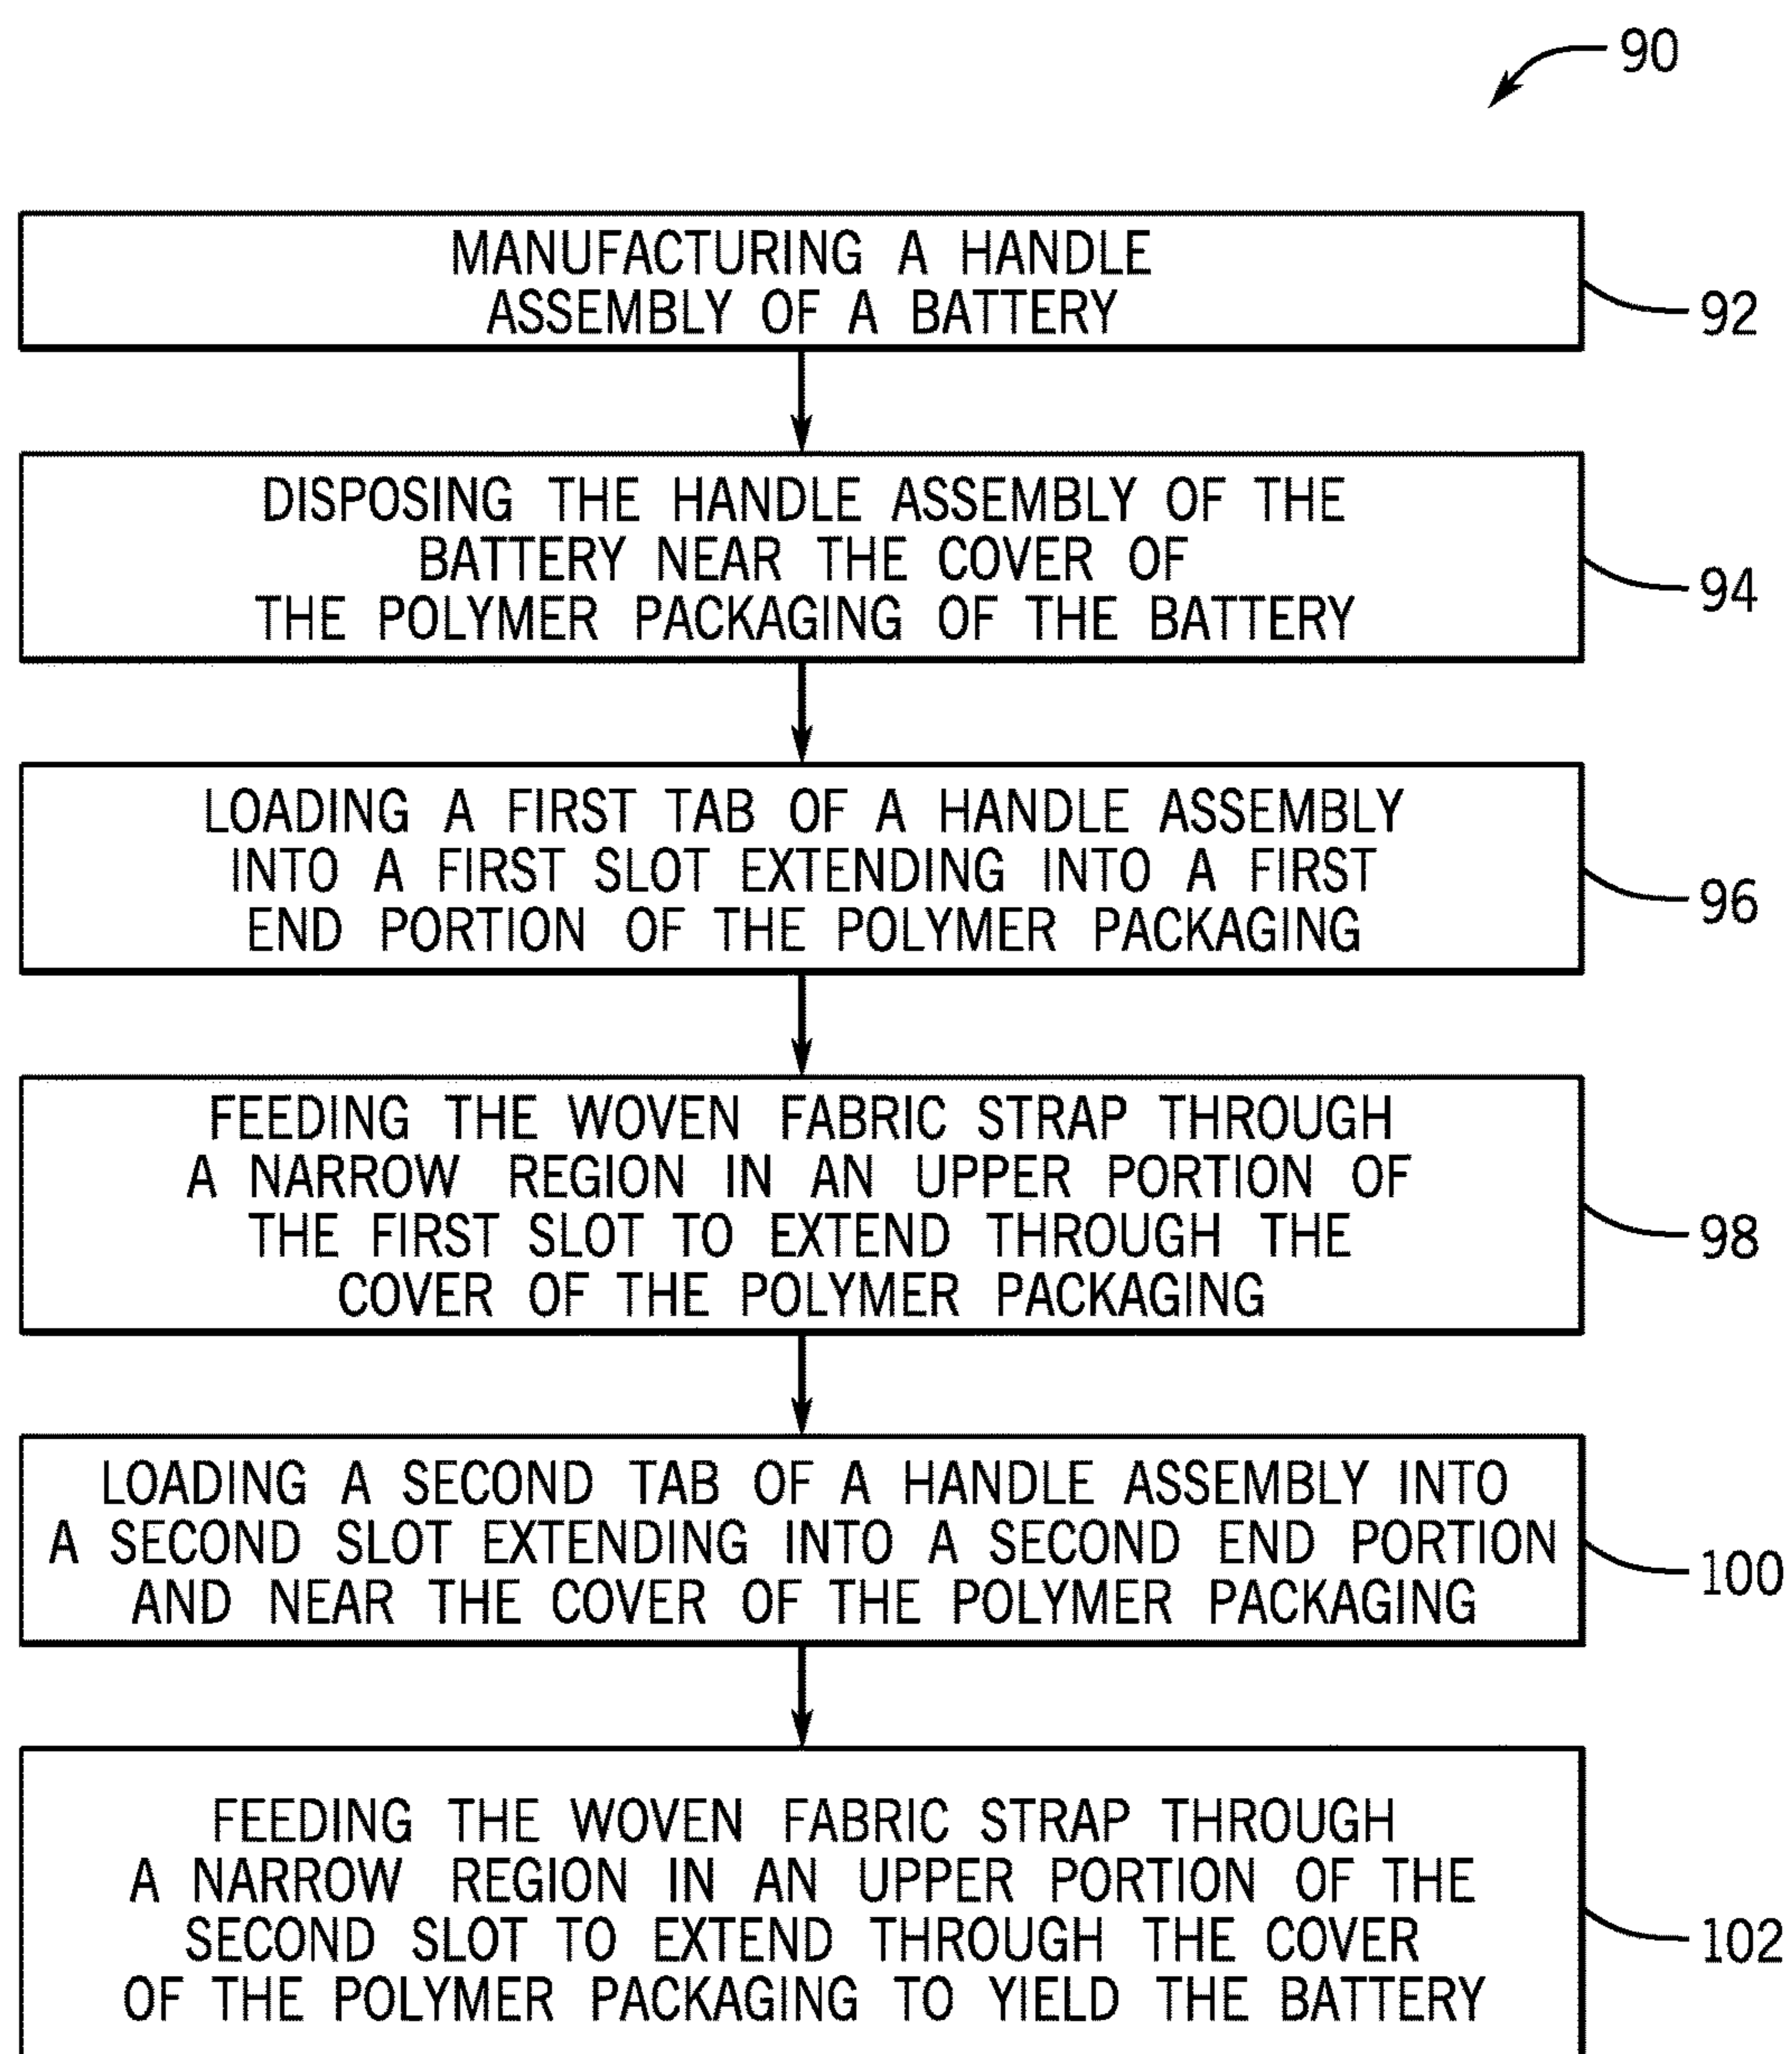 90
MANUFACTURING A HANDLE
ASSEMBLY OF A BATTERY
92
DISPOSING THE HANDLE ASSEMBLY OF THE
BATTERY NEAR THE COVER OF
THE POLYMER PACKAGING OF THE BATTERY
94
LOADING A FIRST TAB OF A HANDLE ASSEMBLY
INTO A FIRST SLOT EXTENDING INTO A FIRST
END PORTION OF THE POLYMER PACKAGING
96
FEEDING THE WOVEN FABRIC STRAP THROUGH
A NARROW REGION IN AN UPPER PORTION OF
THE FIRST SLOT TO EXTEND THROUGH THE
COVER OF THE POLYMER PACKAGING
98
LOADING A SECOND TAB OF A HANDLE ASSEMBLY INTO
A SECOND SLOT EXTENDING INTO A SECOND END PORTION
AND NEAR THE COVER OF THE POLYMER PACKAGING
100
FEEDING THE WOVEN FABRIC STRAP THROUGH
A NARROW REGION IN AN UPPER PORTION OF THE
SECOND SLOT TO EXTEND THROUGH THE COVER
OF THE POLYMER PACKAGING TO YIELD THE BATTERY
102